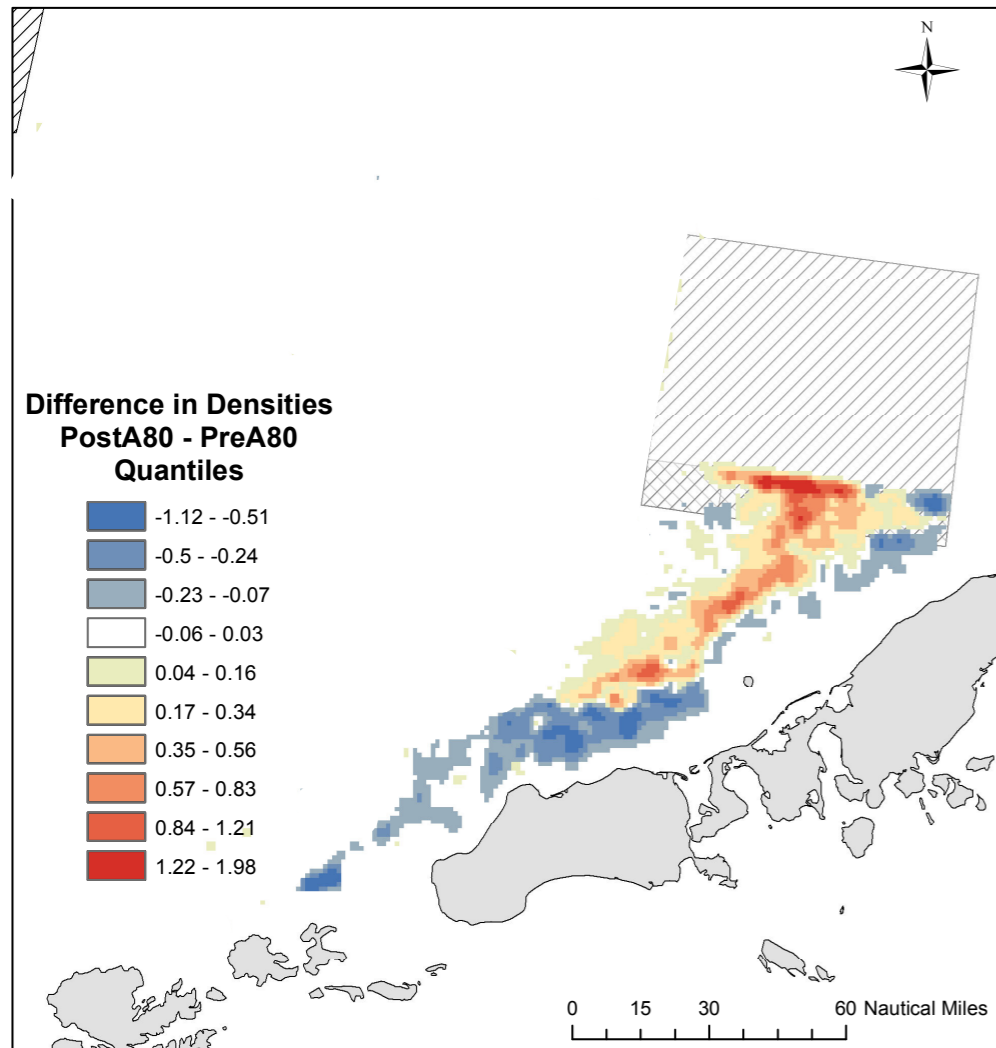 N
Difference in Densities
PostA80 - PreA80
Quantiles
-1.12 - -0.51
-0.5 - -0.24
-0.23 - -0.07
-0.06 - 0.03
0.04 - 0.16
0.17 - 0.34
0.35 - 0.56
0.57 - 0.83
0.84 - 1.21
1.22 - 1.98
0 15 30 60 Nautical Miles